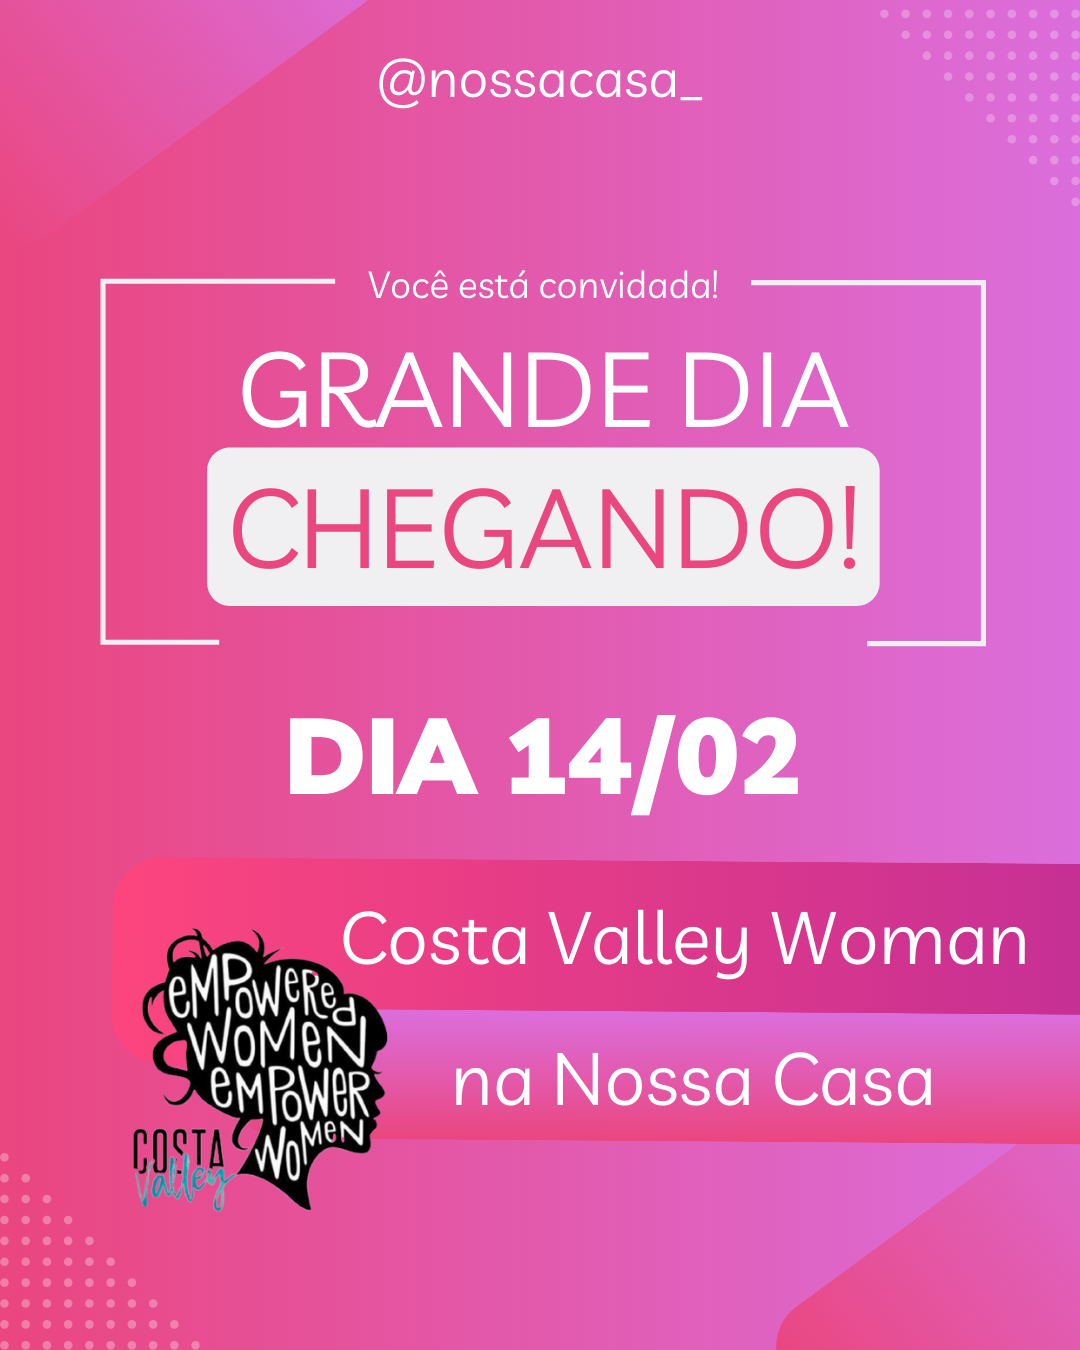 @nossacasa_
Você está convidada!
GRANDE DIA
CHEGANDO!
DIA 14/02
Costa Valley Woman
na Nossa Casa
eMPOWeRed
WOMeN
eMPOWeR
WOMeN
COSTA
Valley